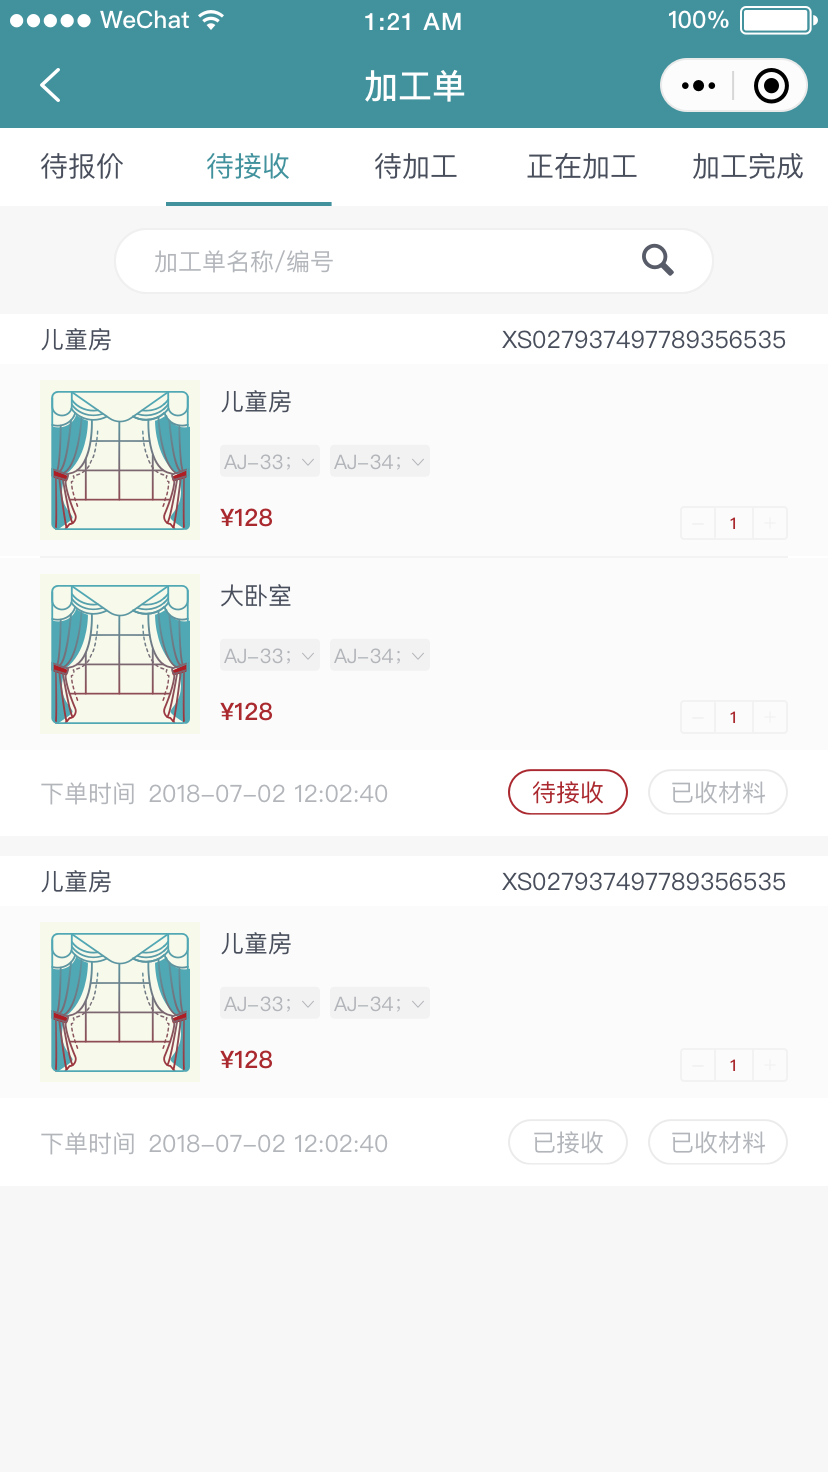 WeChat 1:21 AM 100%
加工单
待报价 待接收 待加工 正在加工 加工完成
加工单名称/编号
儿童房 XS027937497789356535
儿童房
AJ-33; AJ-34;
¥128
1
大卧室
AJ-33; AJ-34;
¥128
1
下单时间 2018-07-02 12:02:40 待接收 已收材料
儿童房 XS027937497789356535
儿童房
AJ-33; AJ-34;
¥128
1
下单时间 2018-07-02 12:02:40 已接收 已收材料